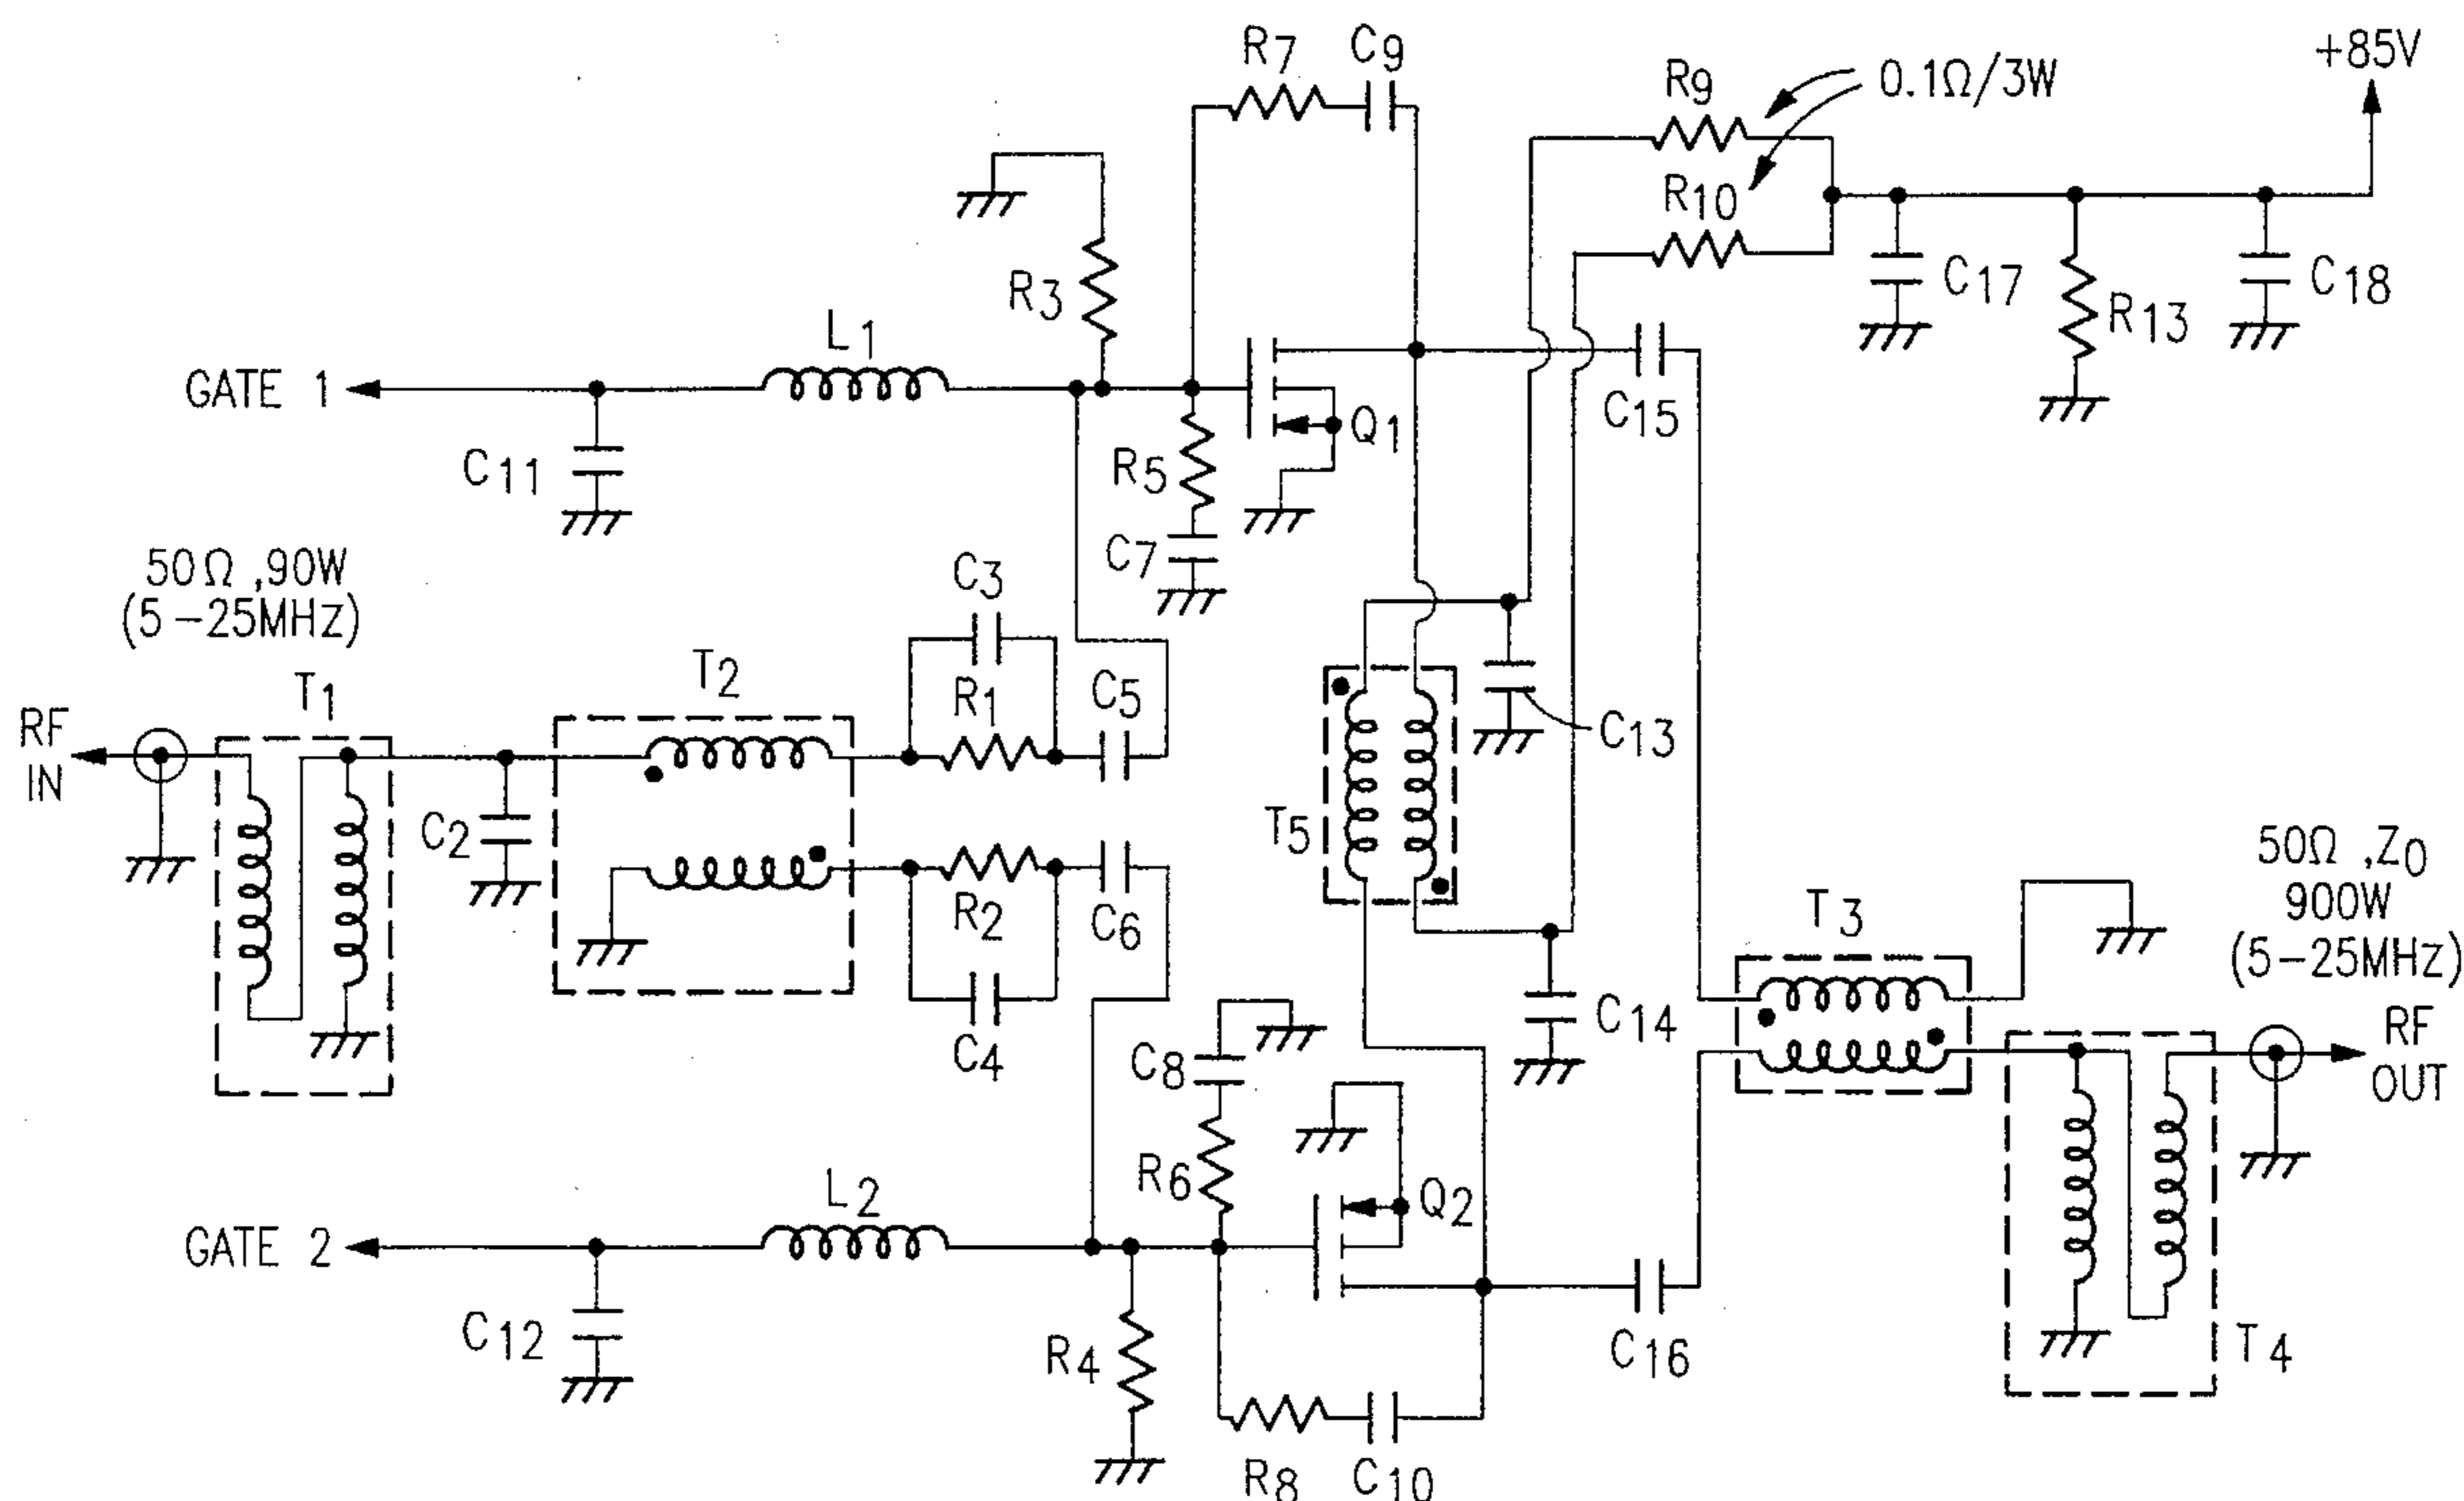 R7
C9
+85V
R9
0.1Ω/3W
R10
R3
C17
R13
C18
L1
GATE 1
Q1
C15
C11
R5
C7
50Ω ,90W
(5-25MHz)
C3
T1
T2
R1
C5
C13
RF
IN
C2
T5
R2
C6
50Ω ,Z0
900W
(5-25MHz)
T3
C14
C4
C8
RF
OUT
R6
Q2
L2
GATE 2
C12
R4
C16
T4
R8
C10